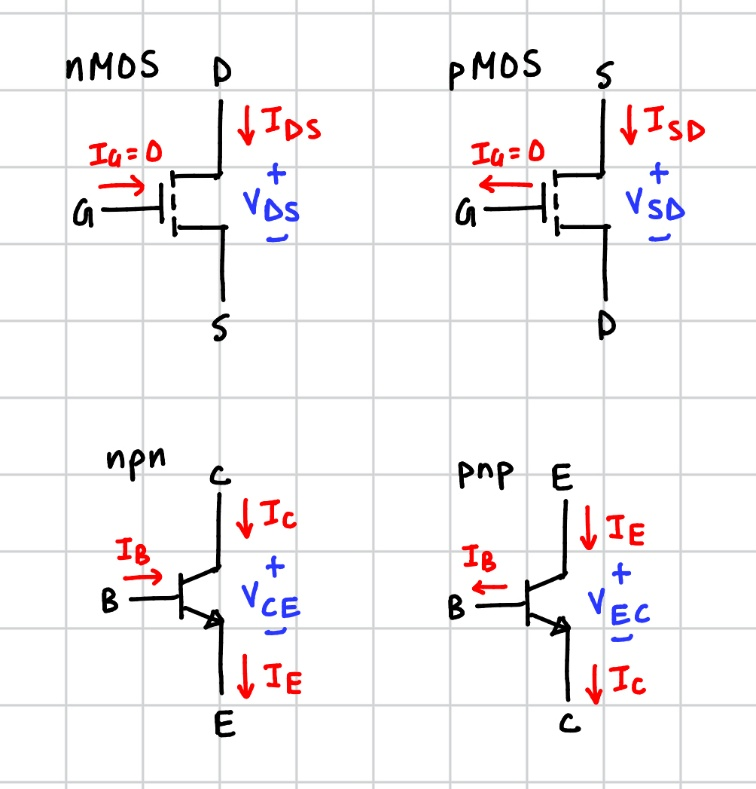 nMOS
D
I_DS
I_G = 0
+
G
V_DS
–
S
pMOS
S
I_SD
I_G = 0
+
G
V_SD
–
D
npn
C
I_C
I_B
+
B
V_CE
–
I_E
E
pnp
E
I_E
I_B
+
B
V_EC
–
I_C
C